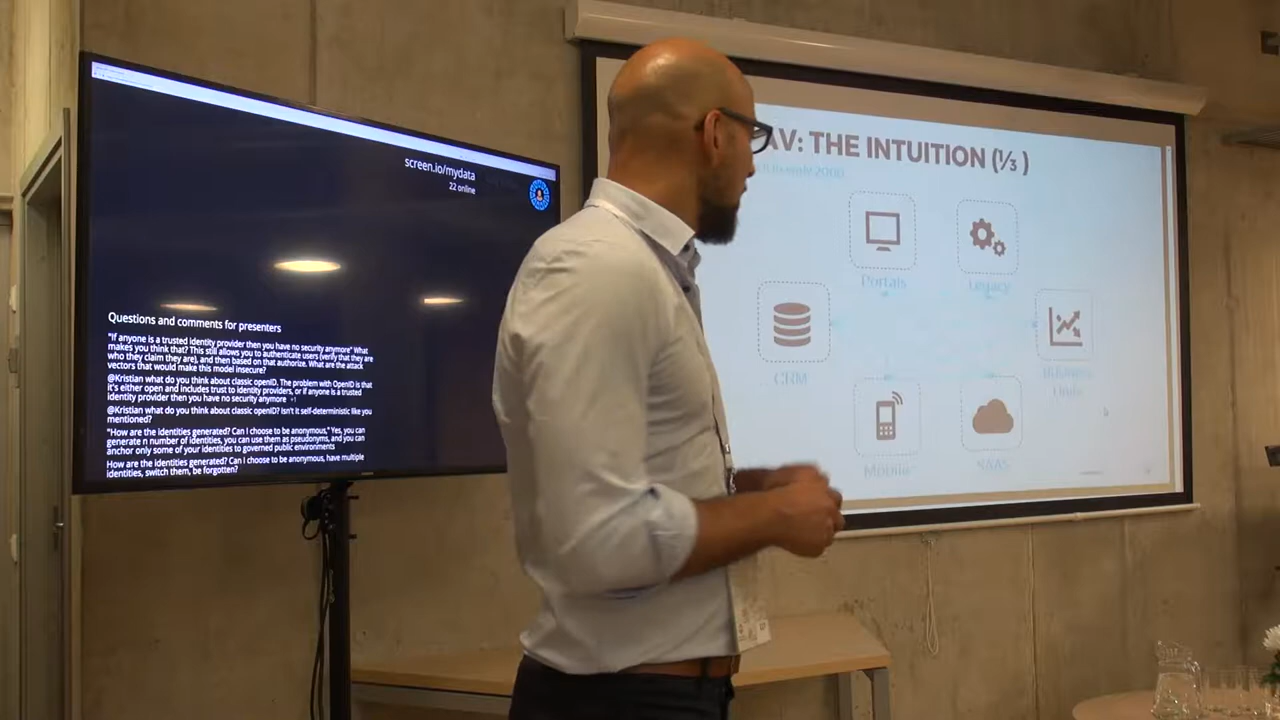 screen.io/mydata
22 online
Questions and comments for presenters
"If anyone is a trusted identity provider then you have no security anymore" What
makes you think that? This still allows you to authenticate users (verify that they are
who they claim they are), and then based on that authorize. What are the attack
vectors that would make this model insecure?
@Kristian what do you think about classic openID. The problem with OpenID is that
it's either open and includes trust to identity providers, or if anyone is a trusted
identity provider then you have no security anymore +1
@Kristian what do you think about classic openID? Isn't it self-deterministic like you
mentioned?
"How are the identities generated? Can I choose to be anonymous," Yes, you can
generate n number of identities, you can use them as pseudonyms, and you can
anchor only some of your identities to governed public environments
How are the identities generated? Can I choose to be anonymous, have multiple
identities, switch them, be forgotten?
AV: THE INTUITION (⅓ )
early 2000
Portals
Legacy
CRM
Business
Units
Mobile
SAAS